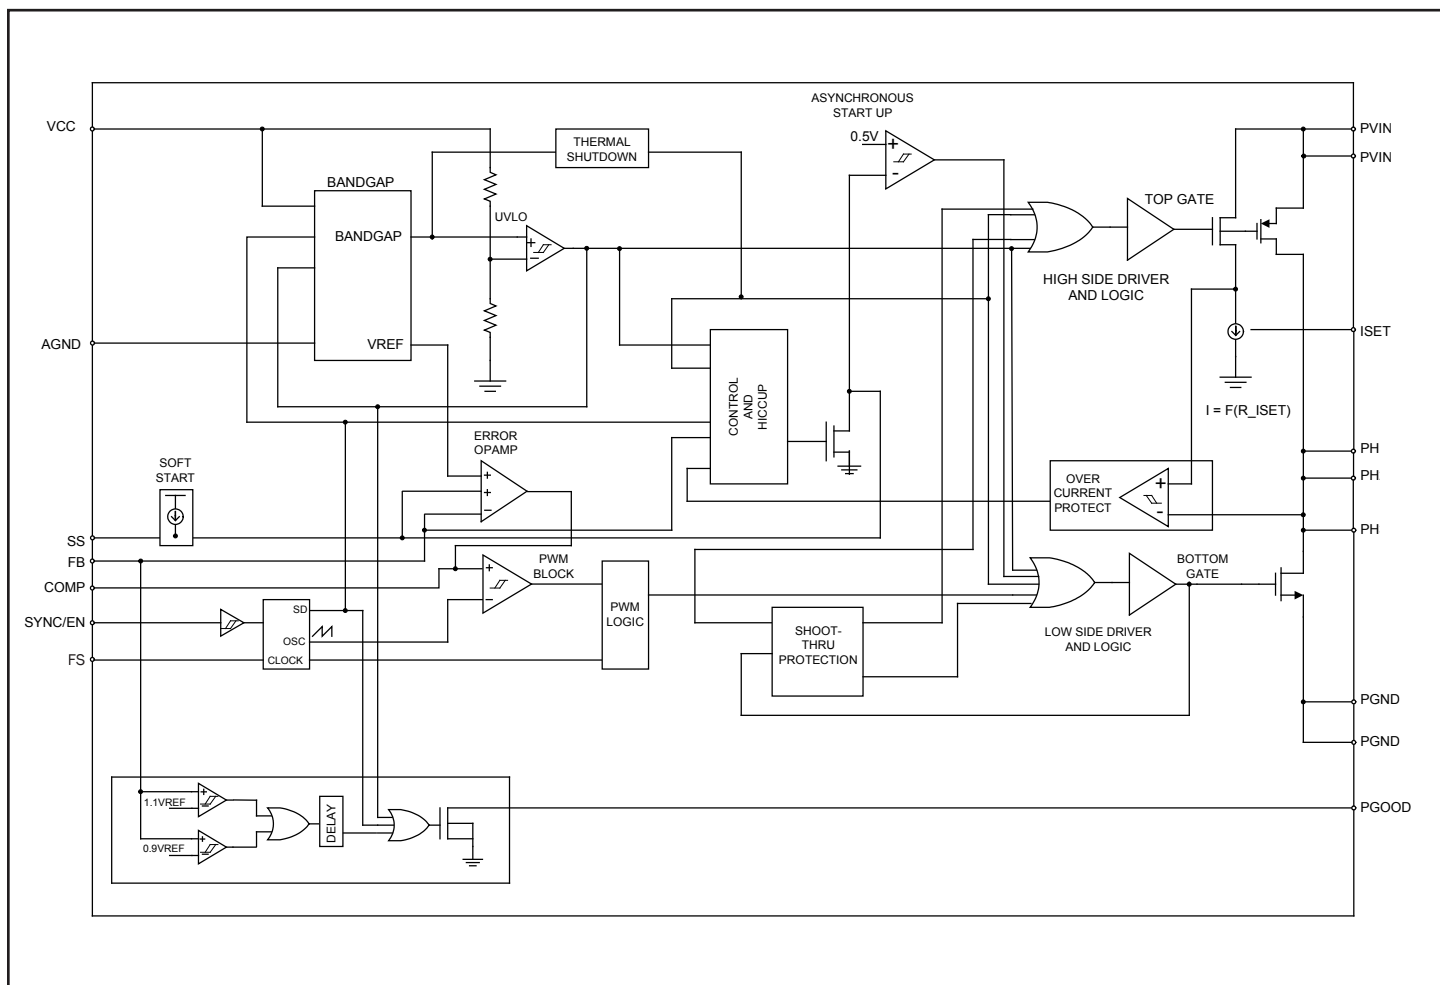 ASYNCHRONOUS
START UP
VCC
0.5V
PVIN
THERMAL
SHUTDOWN
PVIN
BANDGAP
TOP GATE
UVLO
BANDGAP
HIGH SIDE DRIVER
AND LOGIC
ISET
AGND
VREF
CONTROL
AND
HICCUP
I = F(R_ISET)
ERROR
OPAMP
PH
SOFT
START
OVER
CURRENT
PROTECT
PH
SS
PH
FB
PWM
BLOCK
BOTTOM
GATE
COMP
SD
PWM
LOGIC
SYNC/EN
OSC
SHOOT-
THRU
PROTECTION
LOW SIDE DRIVER
AND LOGIC
FS
CLOCK
PGND
PGND
1.1VREF
DELAY
PGOOD
0.9VREF